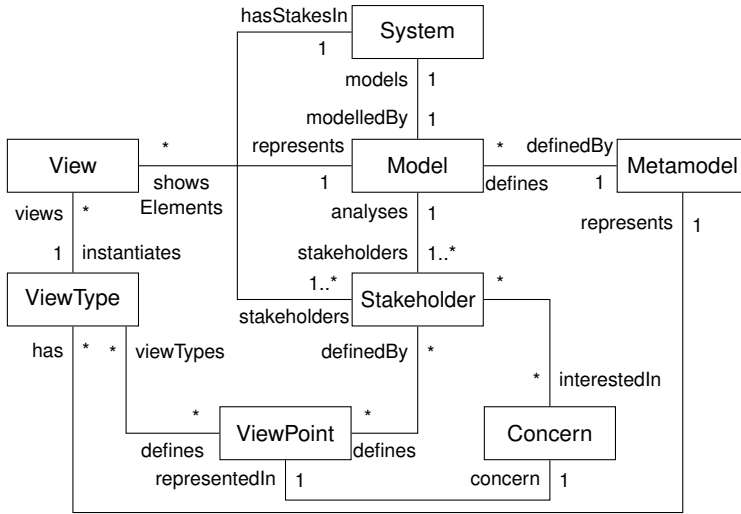 hasStakesIn
System
1
models 1
modelledBy 1
* represents * definedBy
View Model Metamodel
shows 1 defines 1
Elements
views * analyses 1 represents 1
1 instantiates stakeholders 1..*
ViewType 1..* Stakeholder *
stakeholders
has * * viewTypes definedBy *
* interestedIn
* *
ViewPoint Concern
defines defines
representedIn 1 concern 1